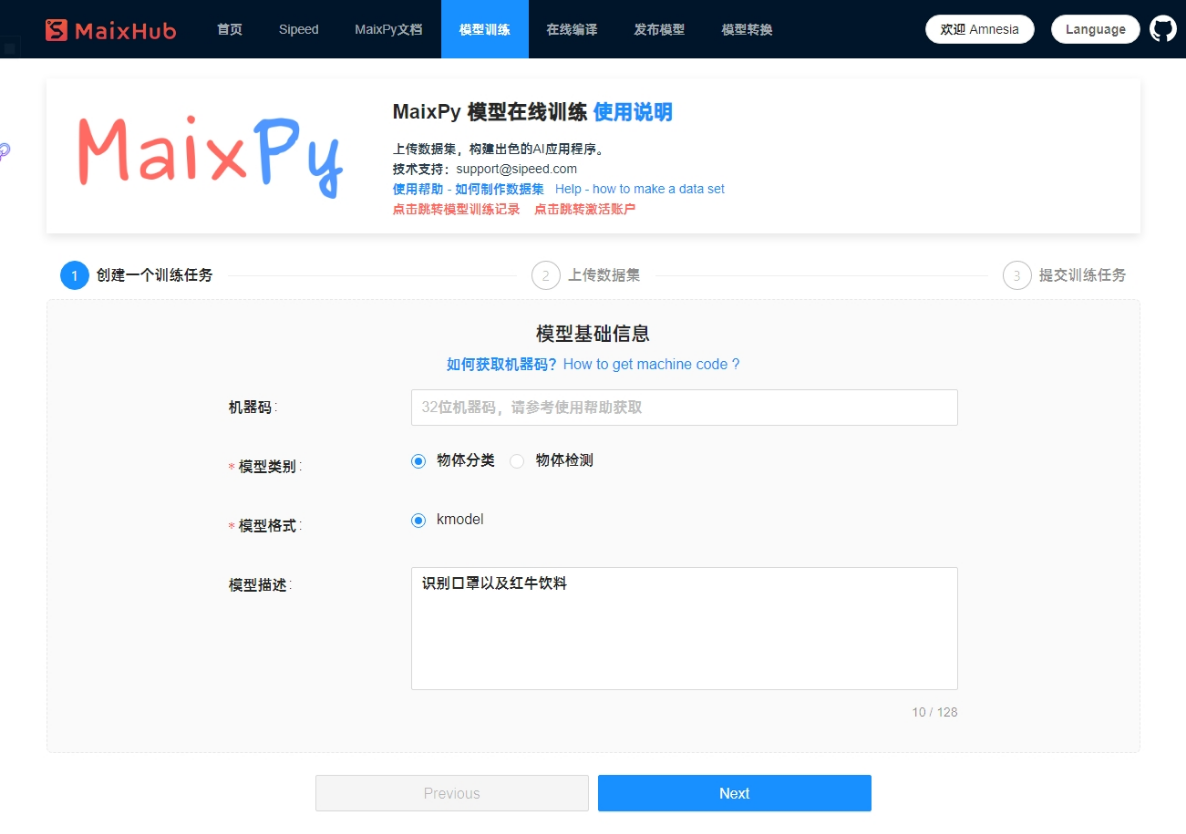 MaixHub 首页 Sipeed MaixPy文档 模型训练 在线编译 发布模型 模型转换 欢迎 Amnesia Language
MaixPy
MaixPy 模型在线训练 使用说明
上传数据集，构建出色的AI应用程序。
技术支持：support@sipeed.com
使用帮助 - 如何制作数据集 Help - how to make a data set
点击跳转模型训练记录 点击跳转激活账户
1 创建一个训练任务 2 上传数据集 3 提交训练任务
模型基础信息
如何获取机器码？How to get machine code ?
机器码: 32位机器码，请参考使用帮助获取
* 模型类别: 物体分类 物体检测
* 模型格式: kmodel
模型描述: 识别口罩以及红牛饮料
10 / 128
Previous Next